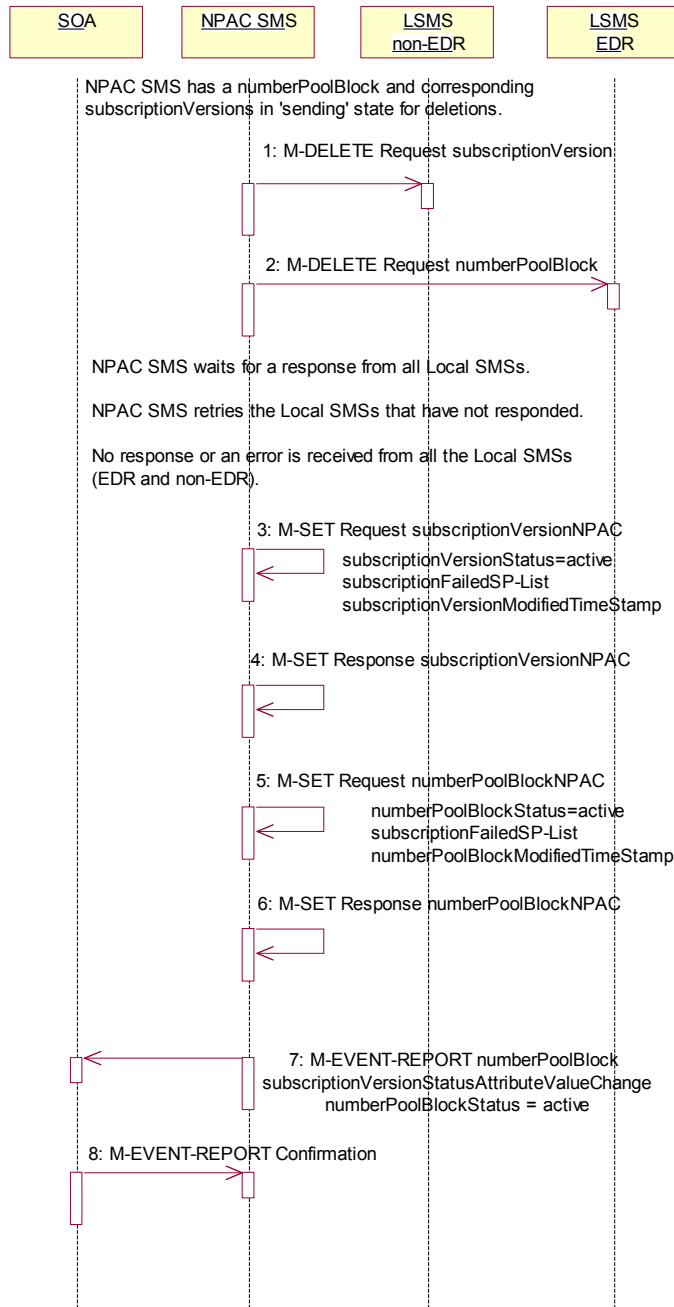 SOA
NPAC SMS
LSMS
non-EDR
LSMS
EDR
NPAC SMS has a numberPoolBlock and corresponding
subscriptionVersions in 'sending' state for deletions.
1: M-DELETE Request subscriptionVersion
2: M-DELETE Request numberPoolBlock
NPAC SMS waits for a response from all Local SMSs.
NPAC SMS retries the Local SMSs that have not responded.
No response or an error is received from all the Local SMSs
(EDR and non-EDR).
3: M-SET Request subscriptionVersionNPAC
subscriptionVersionStatus=active
subscriptionFailedSP-List
subscriptionVersionModifiedTimeStamp
4: M-SET Response subscriptionVersionNPAC
5: M-SET Request numberPoolBlockNPAC
numberPoolBlockStatus=active
subscriptionFailedSP-List
numberPoolBlockModifiedTimeStamp
6: M-SET Response numberPoolBlockNPAC
7: M-EVENT-REPORT numberPoolBlock
subscriptionVersionStatusAttributeValueChange
numberPoolBlockStatus = active
8: M-EVENT-REPORT Confirmation